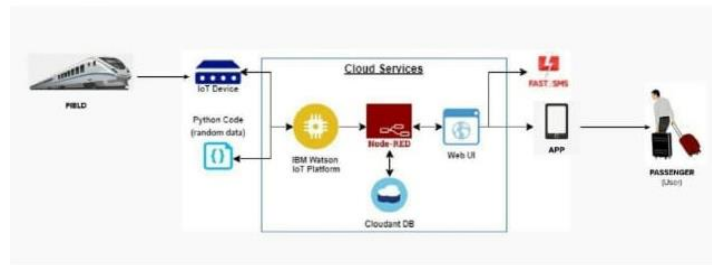 Cloud Services
FIELD
IoT Device
Python Code
(random data)
{}
IBM Watson
IoT Platform
Node-RED
Web UI
Cloudant DB
FAST SMS
APP
PASSENGER
(User)